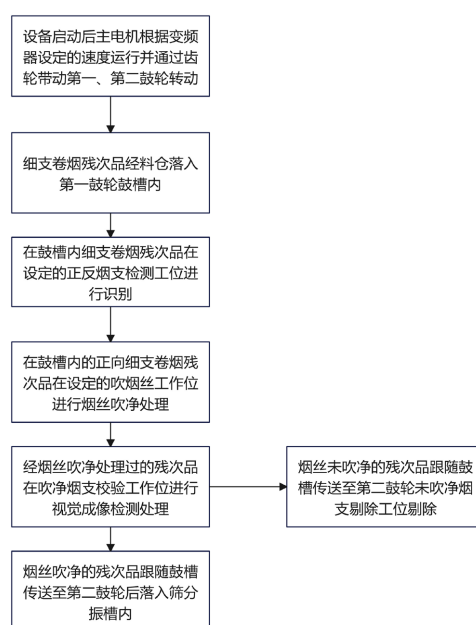 设备启动后主电机根据变频
器设定的速度运行并通过齿
轮带动第一、第二鼓轮转动
细支卷烟残次品经料仓落入
第一鼓轮鼓槽内
在鼓槽内细支卷烟残次品在
设定的正反烟支检测工位进
行识别
在鼓槽内的正向细支卷烟残
次品在设定的吹烟丝工作位
进行烟丝吹净处理
经烟丝吹净处理过的残次品
在吹净烟支校验工作位进行
视觉成像检测处理
烟丝未吹净的残次品跟随鼓
槽传送至第二鼓轮未吹净烟
支剔除工位剔除
烟丝吹净的残次品跟随鼓槽
传送至第二鼓轮后落入筛分
振槽内